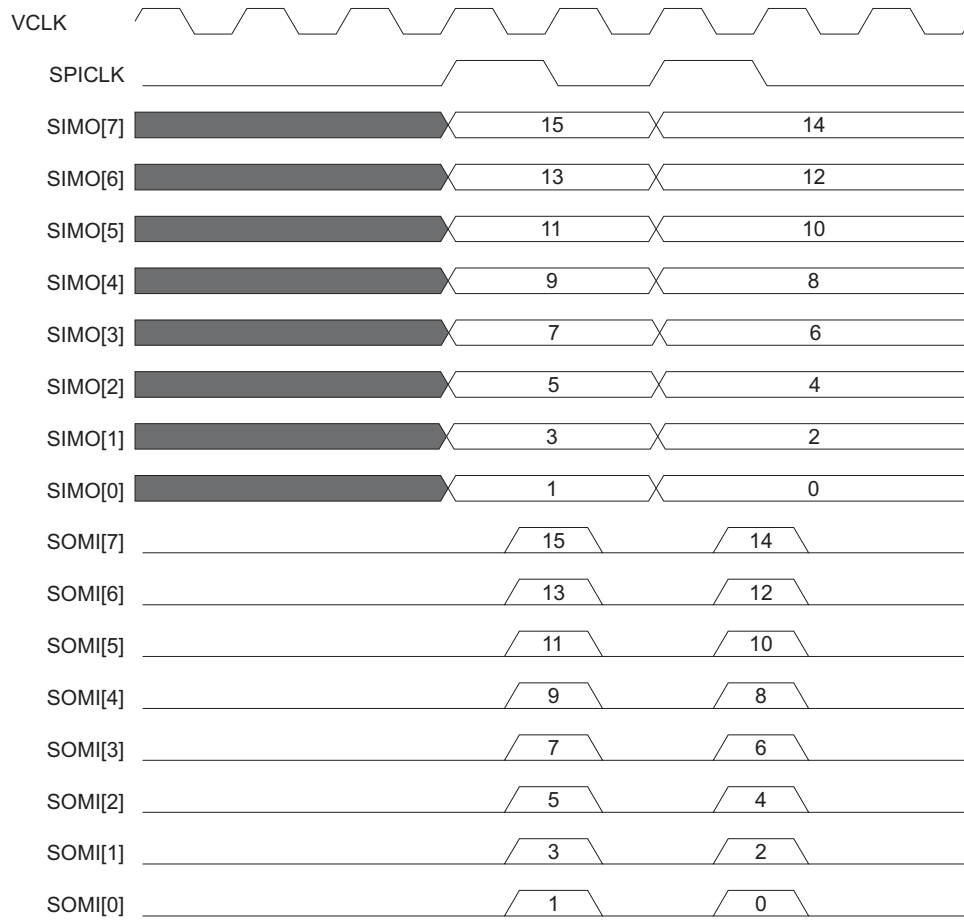 VCLK
SPICLK
SIMO[7] 15 14
SIMO[6] 13 12
SIMO[5] 11 10
SIMO[4] 9 8
SIMO[3] 7 6
SIMO[2] 5 4
SIMO[1] 3 2
SIMO[0] 1 0
SOMI[7] 15 14
SOMI[6] 13 12
SOMI[5] 11 10
SOMI[4] 9 8
SOMI[3] 7 6
SOMI[2] 5 4
SOMI[1] 3 2
SOMI[0] 1 0